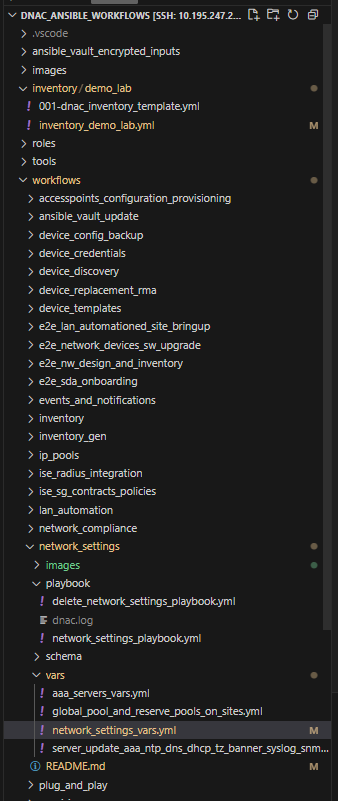 DNAC_ANSIBLE_WORKFLOWS [SSH: 10.195.247.2...
.vscode
ansible_vault_encrypted_inputs
images
inventory / demo_lab
! 001-dnac_inventory_template.yml
! inventory_demo_lab.yml M
roles
tools
workflows
accesspoints_configuration_provisioning
ansible_vault_update
device_config_backup
device_credentials
device_discovery
device_replacement_rma
device_templates
e2e_lan_automationed_site_bringup
e2e_network_devices_sw_upgrade
e2e_nw_design_and_inventory
e2e_sda_onboarding
events_and_notifications
inventory
inventory_gen
ip_pools
ise_radius_integration
ise_sg_contracts_policies
lan_automation
network_compliance
network_settings
images
playbook
! delete_network_settings_playbook.yml
dnac.log
! network_settings_playbook.yml
schema
vars
! aaa_servers_vars.yml
! global_pool_and_reserve_pools_on_sites.yml
! network_settings_vars.yml M
! server_update_aaa_ntp_dns_dhcp_tz_banner_syslog_snm...
README.md M
plug_and_play